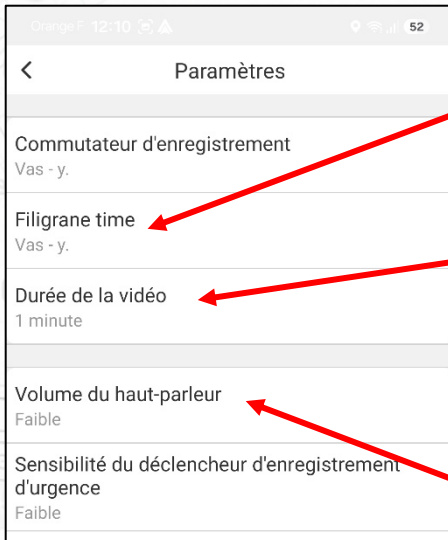 Orange F 12:10 52
Paramètres
Commutateur d'enregistrement
Vas - y.
Filigrane time
Vas - y.
Durée de la vidéo
1 minute
Volume du haut-parleur
Faible
Sensibilité du déclencheur d'enregistrement
d'urgence
Faible